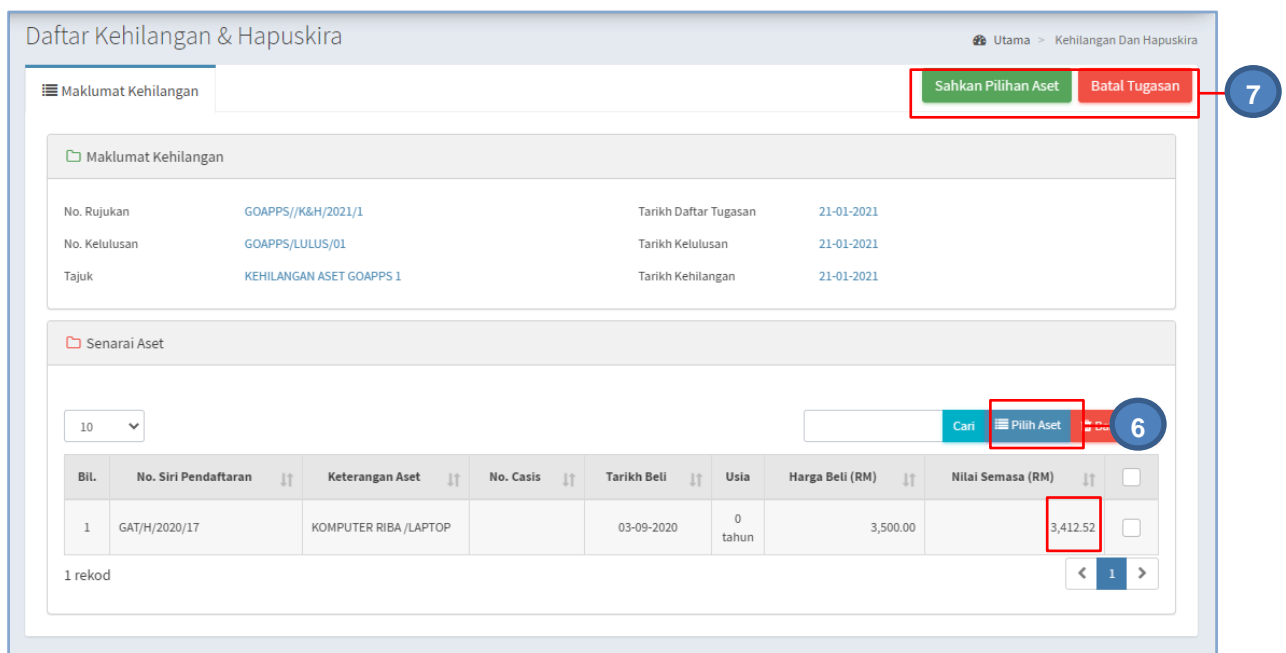 Daftar Kehilangan & Hapuskira
Utama > Kehilangan Dan Hapuskira
Maklumat Kehilangan
Sahkan Pilihan Aset
Batal Tugasan
7
Maklumat Kehilangan
No. Rujukan GOAPPS//K&H/2021/1 Tarikh Daftar Tugasan 21-01-2021
No. Kelulusan GOAPPS/LULUS/01 Tarikh Kelulusan 21-01-2021
Tajuk KEHILANGAN ASET GOAPPS 1 Tarikh Kehilangan 21-01-2021
Senarai Aset
10
Cari
Pilih Aset
6
Bil. No. Siri Pendaftaran Keterangan Aset No. Casis Tarikh Beli Usia Harga Beli (RM) Nilai Semasa (RM)
1 GAT/H/2020/17 KOMPUTER RIBA /LAPTOP 03-09-2020 0 tahun 3,500.00 3,412.52
1 rekod
< 1 >